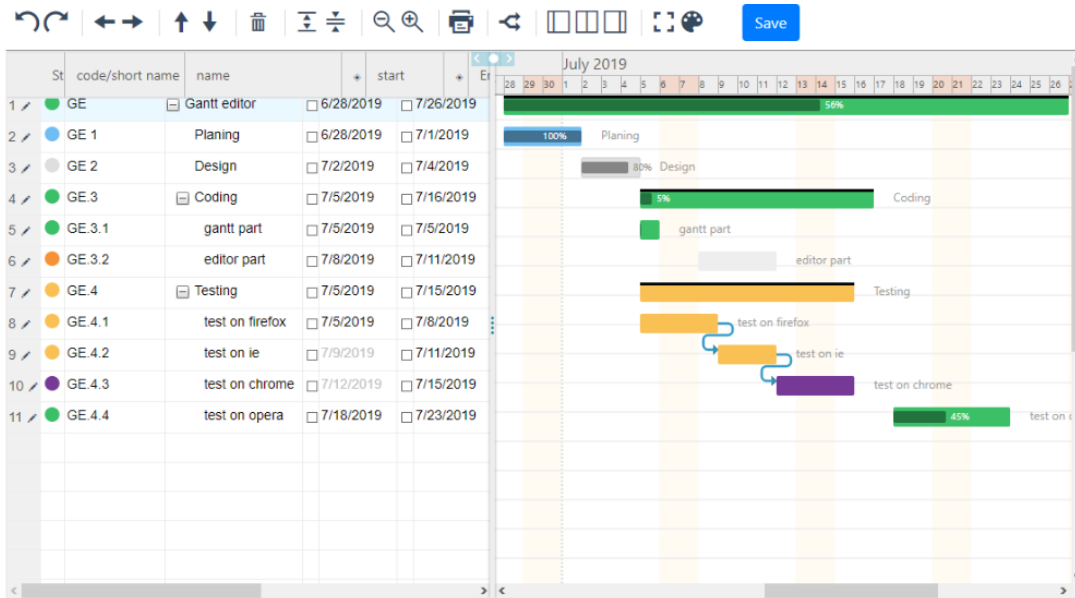 Save
July 2019
St code/short name name start
28 29 30 1 2 3 4 5 6 7 8 9 10 11 12 13 14 15 16 17 18 19 20 21 22 23 24 25 26
1 GE Gantt editor 6/28/2019 7/26/2019 56%
2 GE 1 Planing 6/28/2019 7/1/2019 100% Planing
3 GE 2 Design 7/2/2019 7/4/2019 80% Design
4 GE.3 Coding 7/5/2019 7/16/2019 5% Coding
5 GE.3.1 gantt part 7/5/2019 7/5/2019 gantt part
6 GE.3.2 editor part 7/8/2019 7/11/2019 editor part
7 GE.4 Testing 7/5/2019 7/15/2019 Testing
8 GE.4.1 test on firefox 7/5/2019 7/8/2019 test on firefox
9 GE.4.2 test on ie 7/9/2019 7/11/2019 test on ie
10 GE.4.3 test on chrome 7/12/2019 7/15/2019 test on chrome
11 GE.4.4 test on opera 7/18/2019 7/23/2019 45% test on